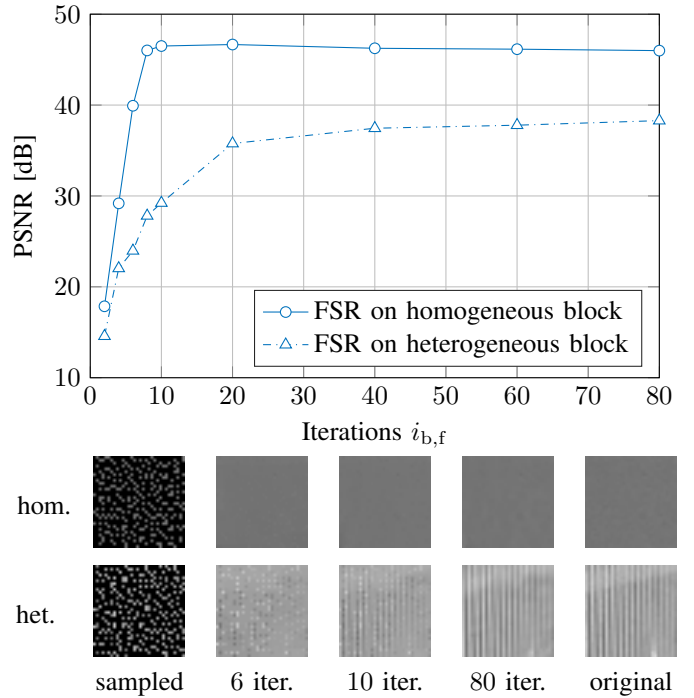 50
40
30
20
10
PSNR [dB]
FSR on homogeneous block
FSR on heterogeneous block
0 10 20 30 40 50 60 70 80
Iterations i_b,f
hom.
het.
sampled 6 iter. 10 iter. 80 iter. original